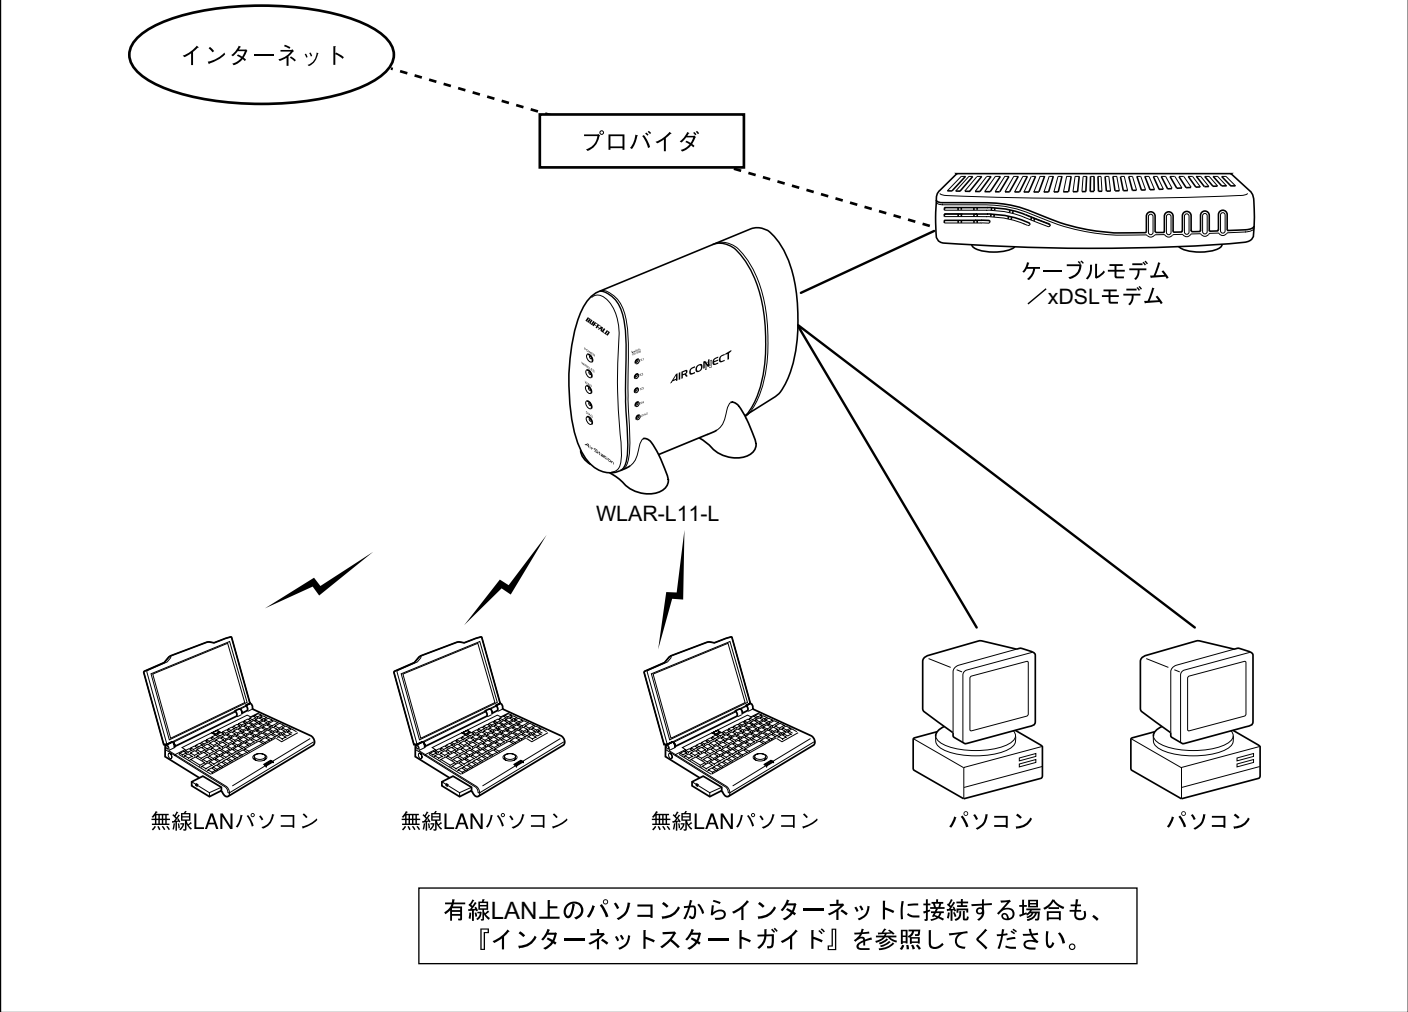 インターネット
プロバイダ
ケーブルモデム
／xDSLモデム
BUFFALO
AIRCONNECT
AirStation
WLAR-L11-L
無線LANパソコン
無線LANパソコン
無線LANパソコン
パソコン
パソコン
有線LAN上のパソコンからインターネットに接続する場合も、
『インターネットスタートガイド』を参照してください。